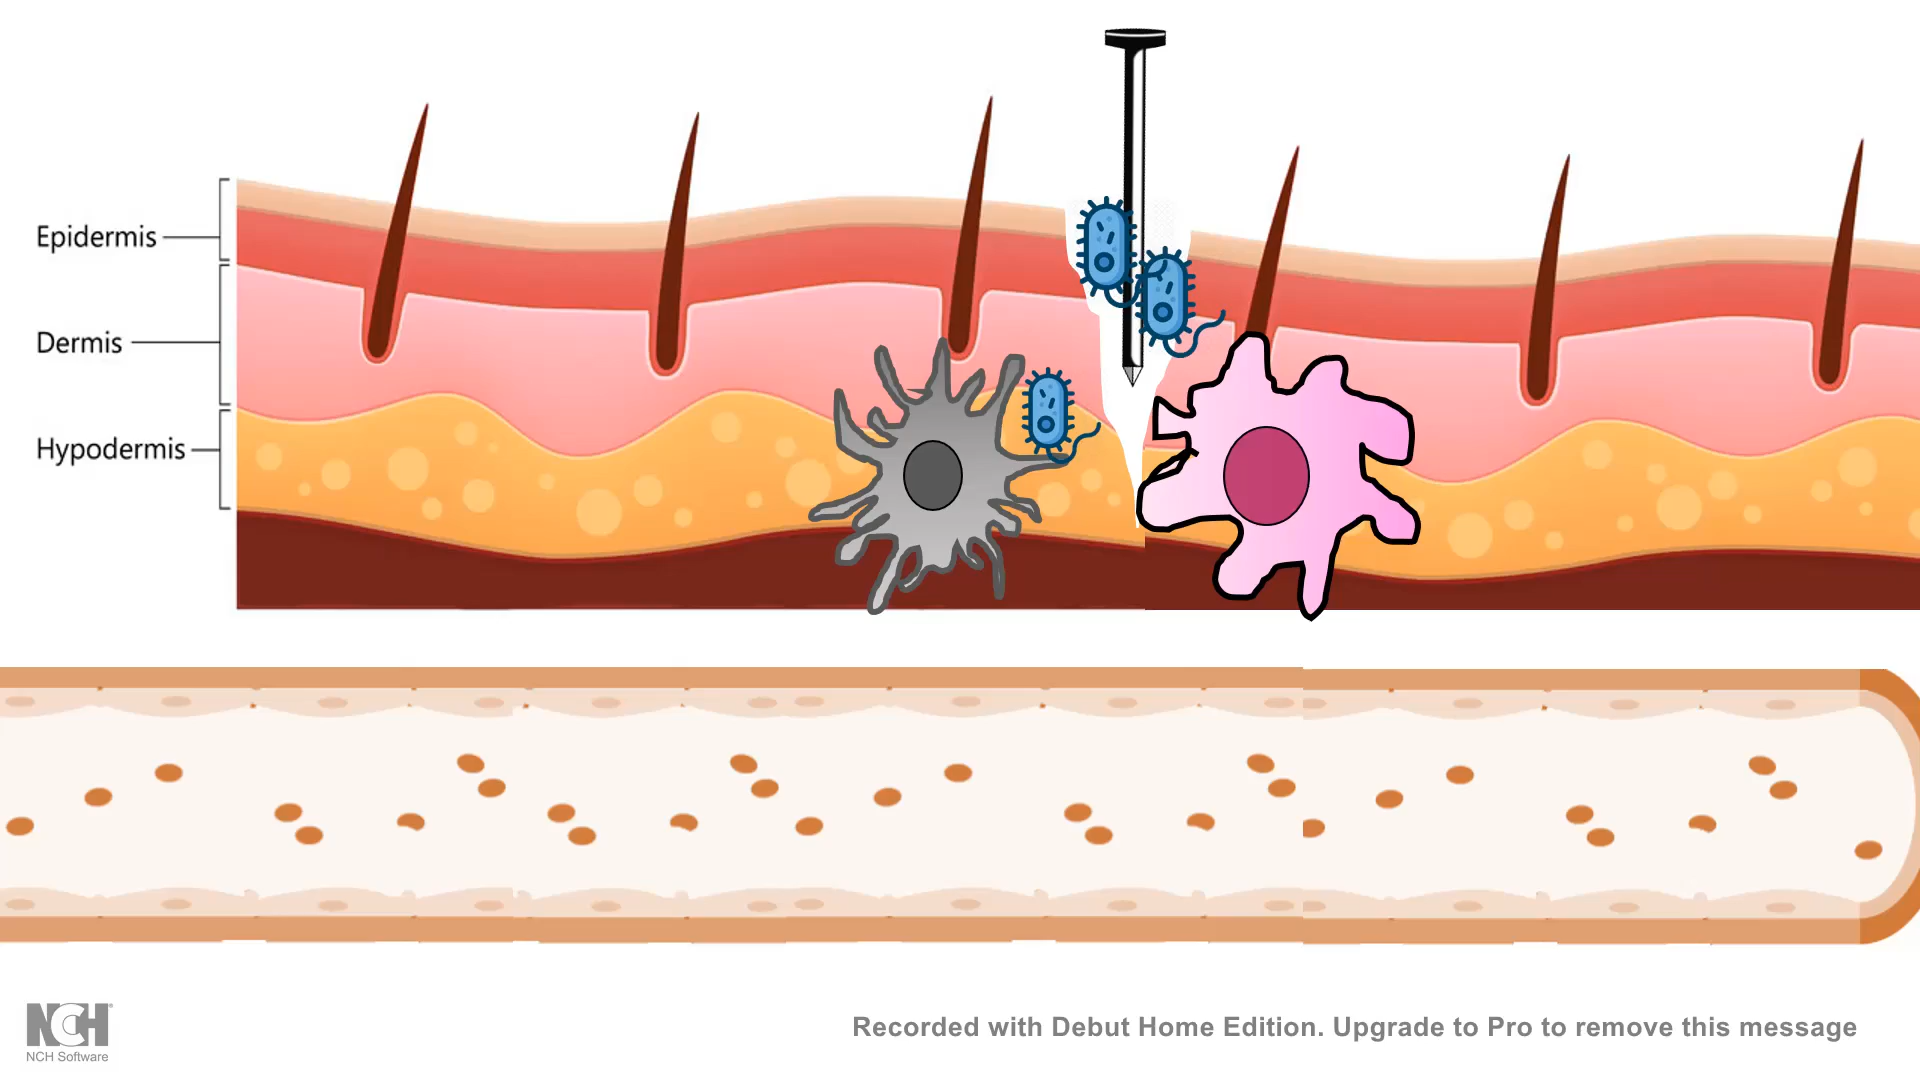 Epidermis
Dermis
Hypodermis
NCH
NCH Software
Recorded with Debut Home Edition. Upgrade to Pro to remove this message